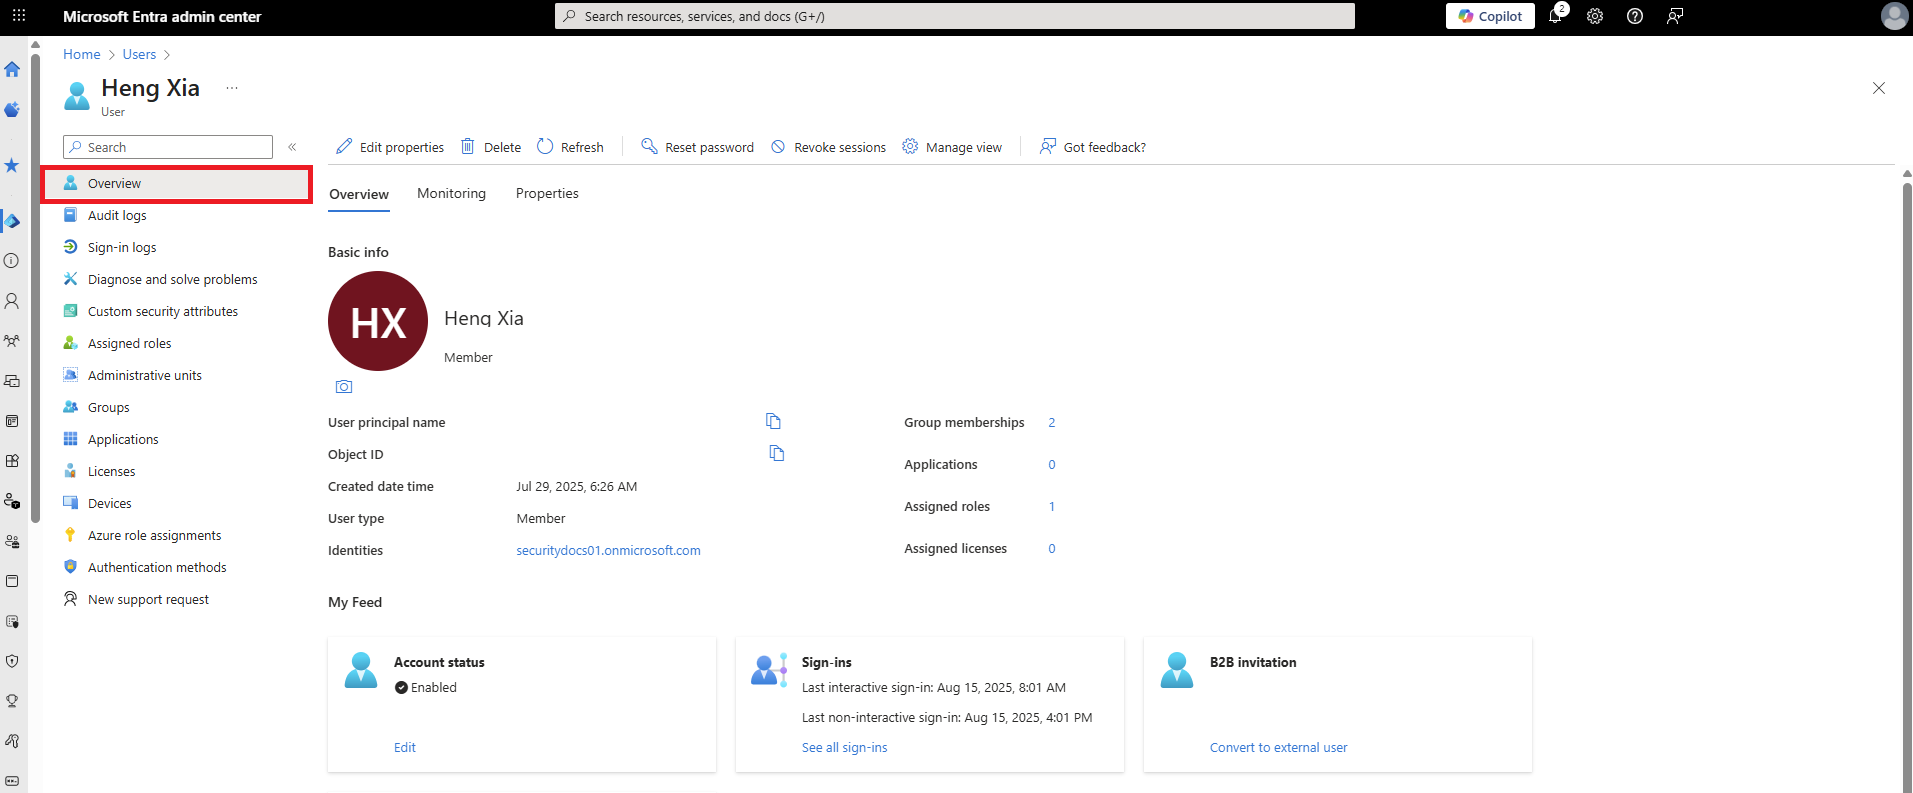 Microsoft Entra admin center
Search resources, services, and docs (G+/)
Copilot
2
Home > Users >
Heng Xia ...
User
Search
Overview
Audit logs
Sign-in logs
Diagnose and solve problems
Custom security attributes
Assigned roles
Administrative units
Groups
Applications
Licenses
Devices
Azure role assignments
Authentication methods
New support request
Edit properties Delete Refresh Reset password Revoke sessions Manage view Got feedback?
Overview Monitoring Properties
Basic info
HX
Heng Xia
Member
User principal name
Object ID
Created date time Jul 29, 2025, 6:26 AM
User type Member
Identities securitydocs01.onmicrosoft.com
Group memberships 2
Applications 0
Assigned roles 1
Assigned licenses 0
My Feed
Account status
Enabled
Edit
Sign-ins
Last interactive sign-in: Aug 15, 2025, 8:01 AM
Last non-interactive sign-in: Aug 15, 2025, 4:01 PM
See all sign-ins
B2B invitation
Convert to external user